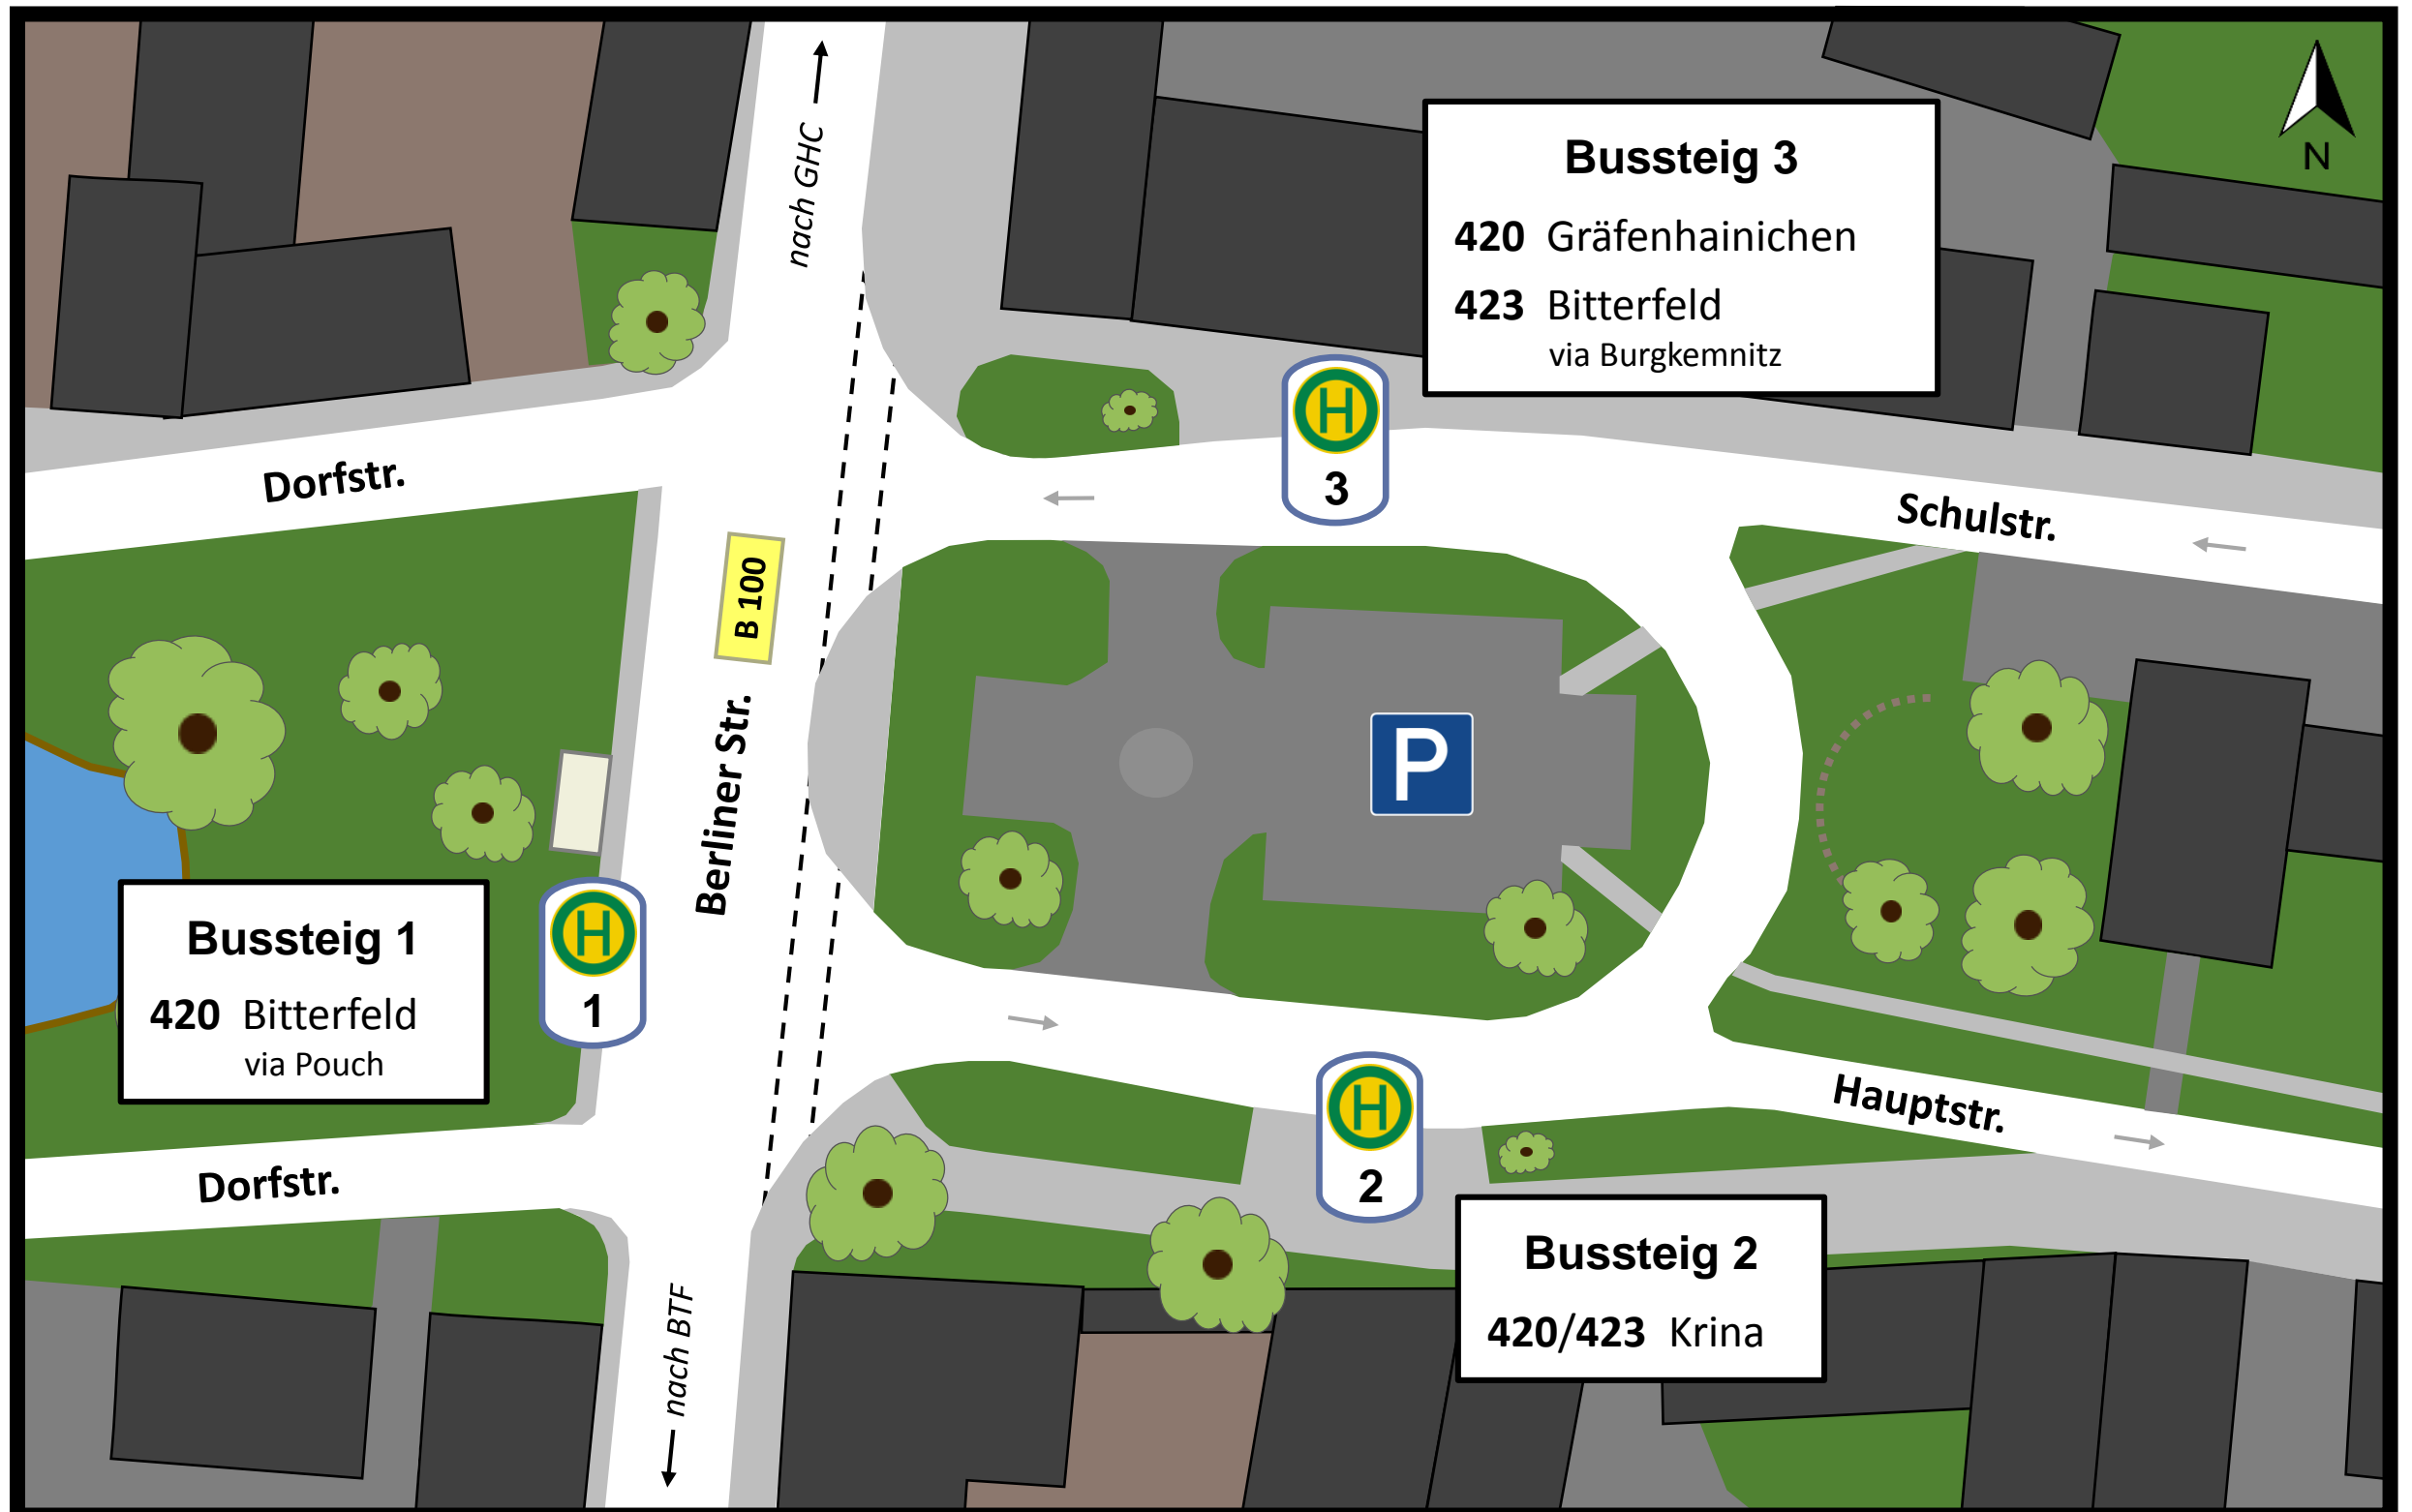 nach GHC
N
Bussteig 3
420 Gräfenhainichen
423 Bitterfeld
via Burgkemnitz
H
3
Dorfstr.
Schulstr.
B 100
Berliner Str.
P
Bussteig 1
420 Bitterfeld
via Pouch
H
1
H
2
Hauptstr.
Dorfstr.
Bussteig 2
420/423 Krina
nach BTF